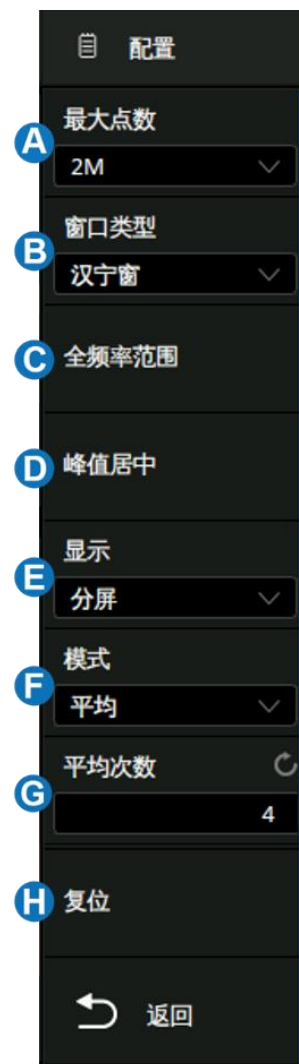 配置
最大点数
A
2M
窗口类型
B
汉宁窗
C 全频率范围
D 峰值居中
显示
E
分屏
模式
F
平均
平均次数
G
4
H 复位
返回